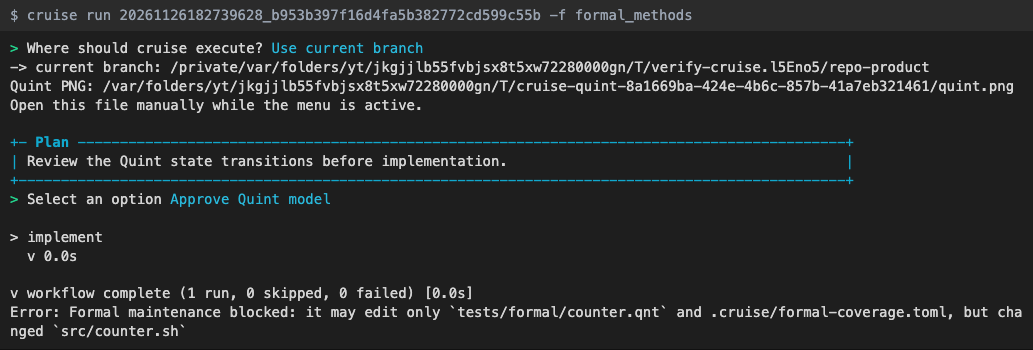 $ cruise run 20261126182739628_b953b397f16d4fa5b382772cd599c55b -f formal_methods
> Where should cruise execute? Use current branch
-> current branch: /private/var/folders/yt/jkgjjlb55fvbjsx8t5xw72280000gn/T/verify-cruise.l5Eno5/repo-product
Quint PNG: /var/folders/yt/jkgjjlb55fvbjsx8t5xw72280000gn/T/cruise-quint-8a1669ba-424e-4b6c-857b-41a7eb321461/quint.png
Open this file manually while the menu is active.
+- Plan -------------------------------------------------------------------------------------------+
| Review the Quint state transitions before implementation. |
+--------------------------------------------------------------------------------------------------+
> Select an option Approve Quint model
> implement
v 0.0s
v workflow complete (1 run, 0 skipped, 0 failed) [0.0s]
Error: Formal maintenance blocked: it may edit only `tests/formal/counter.qnt` and .cruise/formal-coverage.toml, but cha
nged `src/counter.sh`